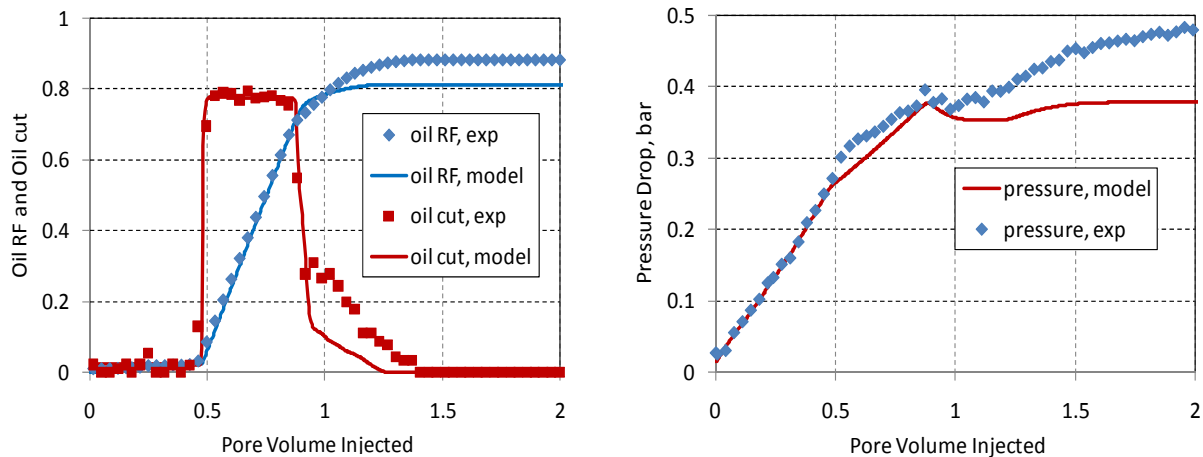 Oil RF and Oil cut
1
0.8
0.6
0.4
0.2
0
0 0.5 1 1.5 2
Pore Volume Injected
oil RF, exp
oil RF, model
oil cut, exp
oil cut, model
Pressure Drop, bar
0.5
0.4
0.3
0.2
0.1
0
0 0.5 1 1.5 2
Pore Volume Injected
pressure, model
pressure, exp